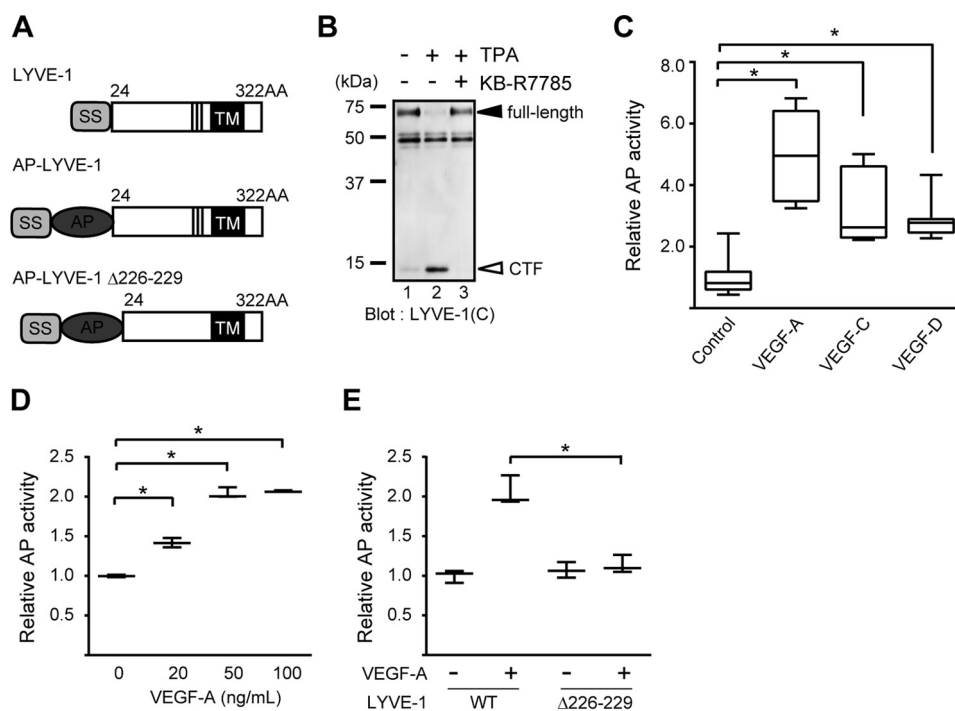 A
LYVE-1
24 322AA
SS TM
AP-LYVE-1
24 322AA
SS AP TM
AP-LYVE-1 Δ226-229
24 322AA
SS AP TM
B
- + + TPA
(kDa) - - + KB-R7785
75 full-length
50
37
15 CTF
1 2 3
Blot : LYVE-1(C)
C
*
*
*
8.0
6.0
4.0
2.0
Relative AP activity
Control VEGF-A VEGF-C VEGF-D
D
*
*
*
2.5
2.0
1.5
1.0
0.5
Relative AP activity
0 20 50 100
VEGF-A (ng/mL)
E
*
2.5
2.0
1.5
1.0
0.5
Relative AP activity
VEGF-A - + - +
LYVE-1 WT Δ226-229